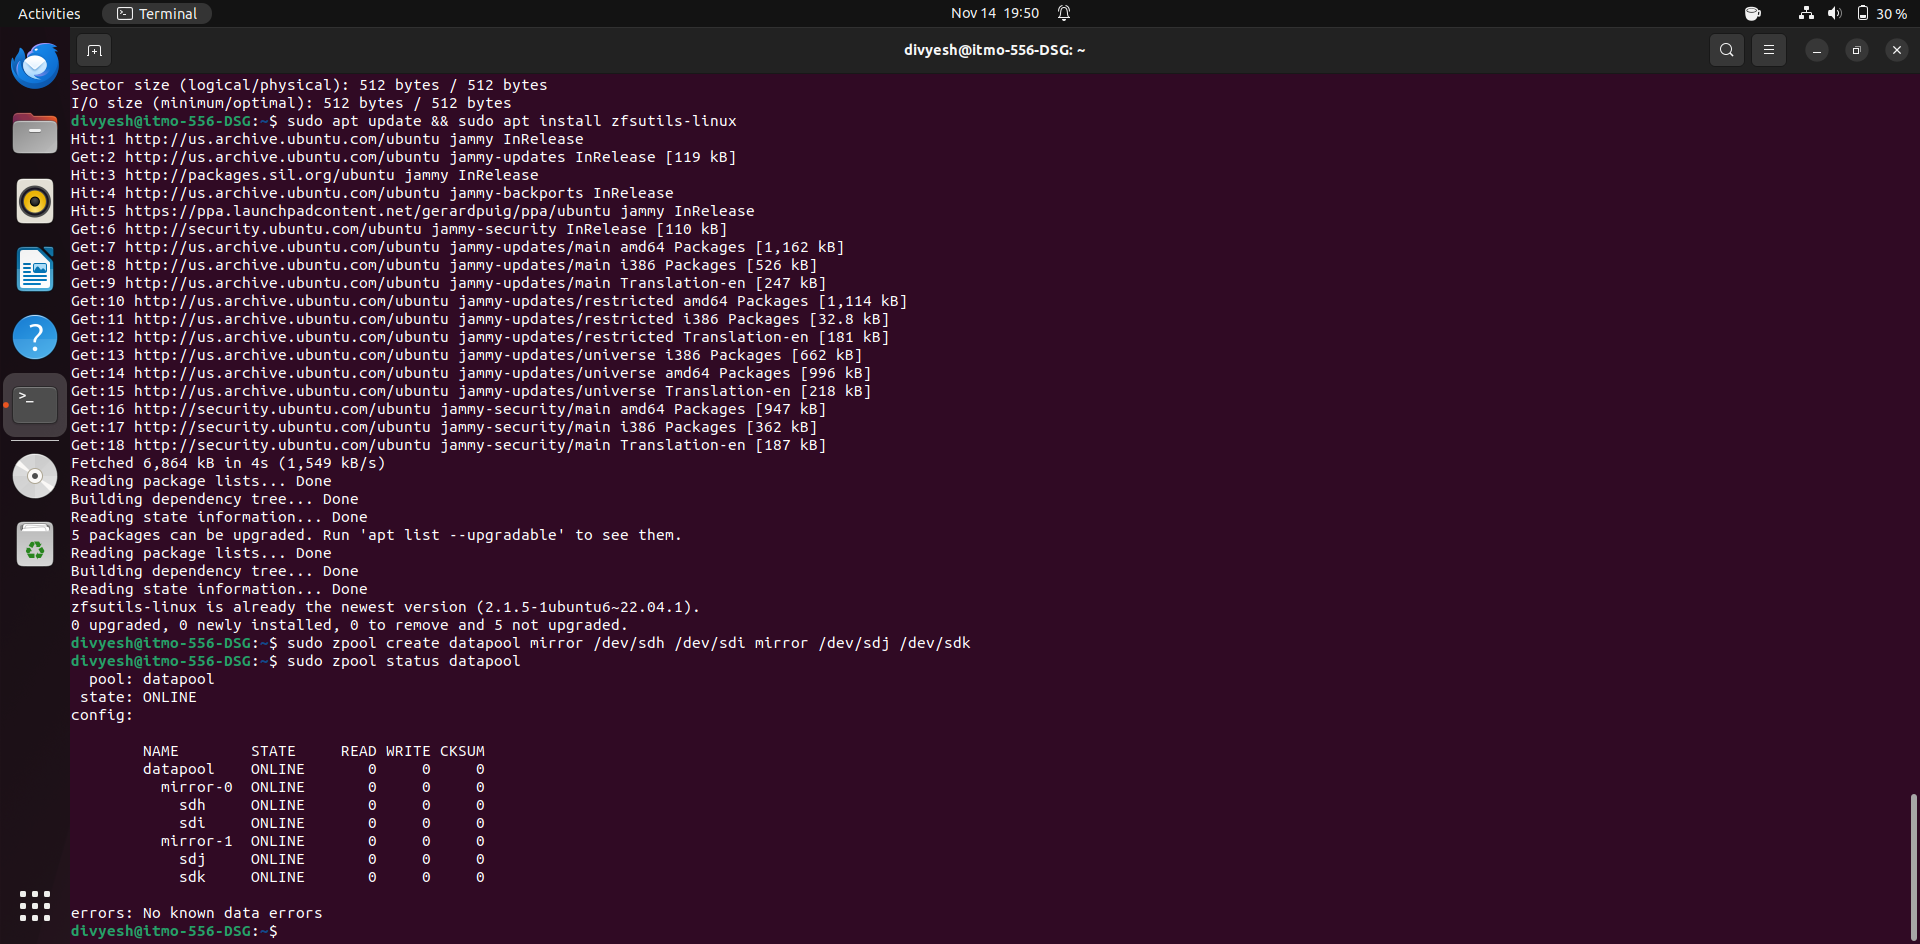 Activities
Terminal
Nov 14 19:50
30 %
divyesh@itmo-556-DSG: ~
Sector size (logical/physical): 512 bytes / 512 bytes
I/O size (minimum/optimal): 512 bytes / 512 bytes
divyesh@itmo-556-DSG:~$ sudo apt update && sudo apt install zfsutils-linux
Hit:1 http://us.archive.ubuntu.com/ubuntu jammy InRelease
Get:2 http://us.archive.ubuntu.com/ubuntu jammy-updates InRelease [119 kB]
Hit:3 http://packages.sil.org/ubuntu jammy InRelease
Hit:4 http://us.archive.ubuntu.com/ubuntu jammy-backports InRelease
Hit:5 https://ppa.launchpadcontent.net/gerardpuig/ppa/ubuntu jammy InRelease
Get:6 http://security.ubuntu.com/ubuntu jammy-security InRelease [110 kB]
Get:7 http://us.archive.ubuntu.com/ubuntu jammy-updates/main amd64 Packages [1,162 kB]
Get:8 http://us.archive.ubuntu.com/ubuntu jammy-updates/main i386 Packages [526 kB]
Get:9 http://us.archive.ubuntu.com/ubuntu jammy-updates/main Translation-en [247 kB]
Get:10 http://us.archive.ubuntu.com/ubuntu jammy-updates/restricted amd64 Packages [1,114 kB]
Get:11 http://us.archive.ubuntu.com/ubuntu jammy-updates/restricted i386 Packages [32.8 kB]
Get:12 http://us.archive.ubuntu.com/ubuntu jammy-updates/restricted Translation-en [181 kB]
Get:13 http://us.archive.ubuntu.com/ubuntu jammy-updates/universe i386 Packages [662 kB]
Get:14 http://us.archive.ubuntu.com/ubuntu jammy-updates/universe amd64 Packages [996 kB]
Get:15 http://us.archive.ubuntu.com/ubuntu jammy-updates/universe Translation-en [218 kB]
Get:16 http://security.ubuntu.com/ubuntu jammy-security/main amd64 Packages [947 kB]
Get:17 http://security.ubuntu.com/ubuntu jammy-security/main i386 Packages [362 kB]
Get:18 http://security.ubuntu.com/ubuntu jammy-security/main Translation-en [187 kB]
Fetched 6,864 kB in 4s (1,549 kB/s)
Reading package lists... Done
Building dependency tree... Done
Reading state information... Done
5 packages can be upgraded. Run 'apt list --upgradable' to see them.
Reading package lists... Done
Building dependency tree... Done
Reading state information... Done
zfsutils-linux is already the newest version (2.1.5-1ubuntu6~22.04.1).
0 upgraded, 0 newly installed, 0 to remove and 5 not upgraded.
divyesh@itmo-556-DSG:~$ sudo zpool create datapool mirror /dev/sdh /dev/sdi mirror /dev/sdj /dev/sdk
divyesh@itmo-556-DSG:~$ sudo zpool status datapool
  pool: datapool
 state: ONLINE
config:
NAME        STATE     READ WRITE CKSUM
datapool    ONLINE       0     0     0
  mirror-0  ONLINE       0     0     0
    sdh     ONLINE       0     0     0
    sdi     ONLINE       0     0     0
  mirror-1  ONLINE       0     0     0
    sdj     ONLINE       0     0     0
    sdk     ONLINE       0     0     0
errors: No known data errors
divyesh@itmo-556-DSG:~$